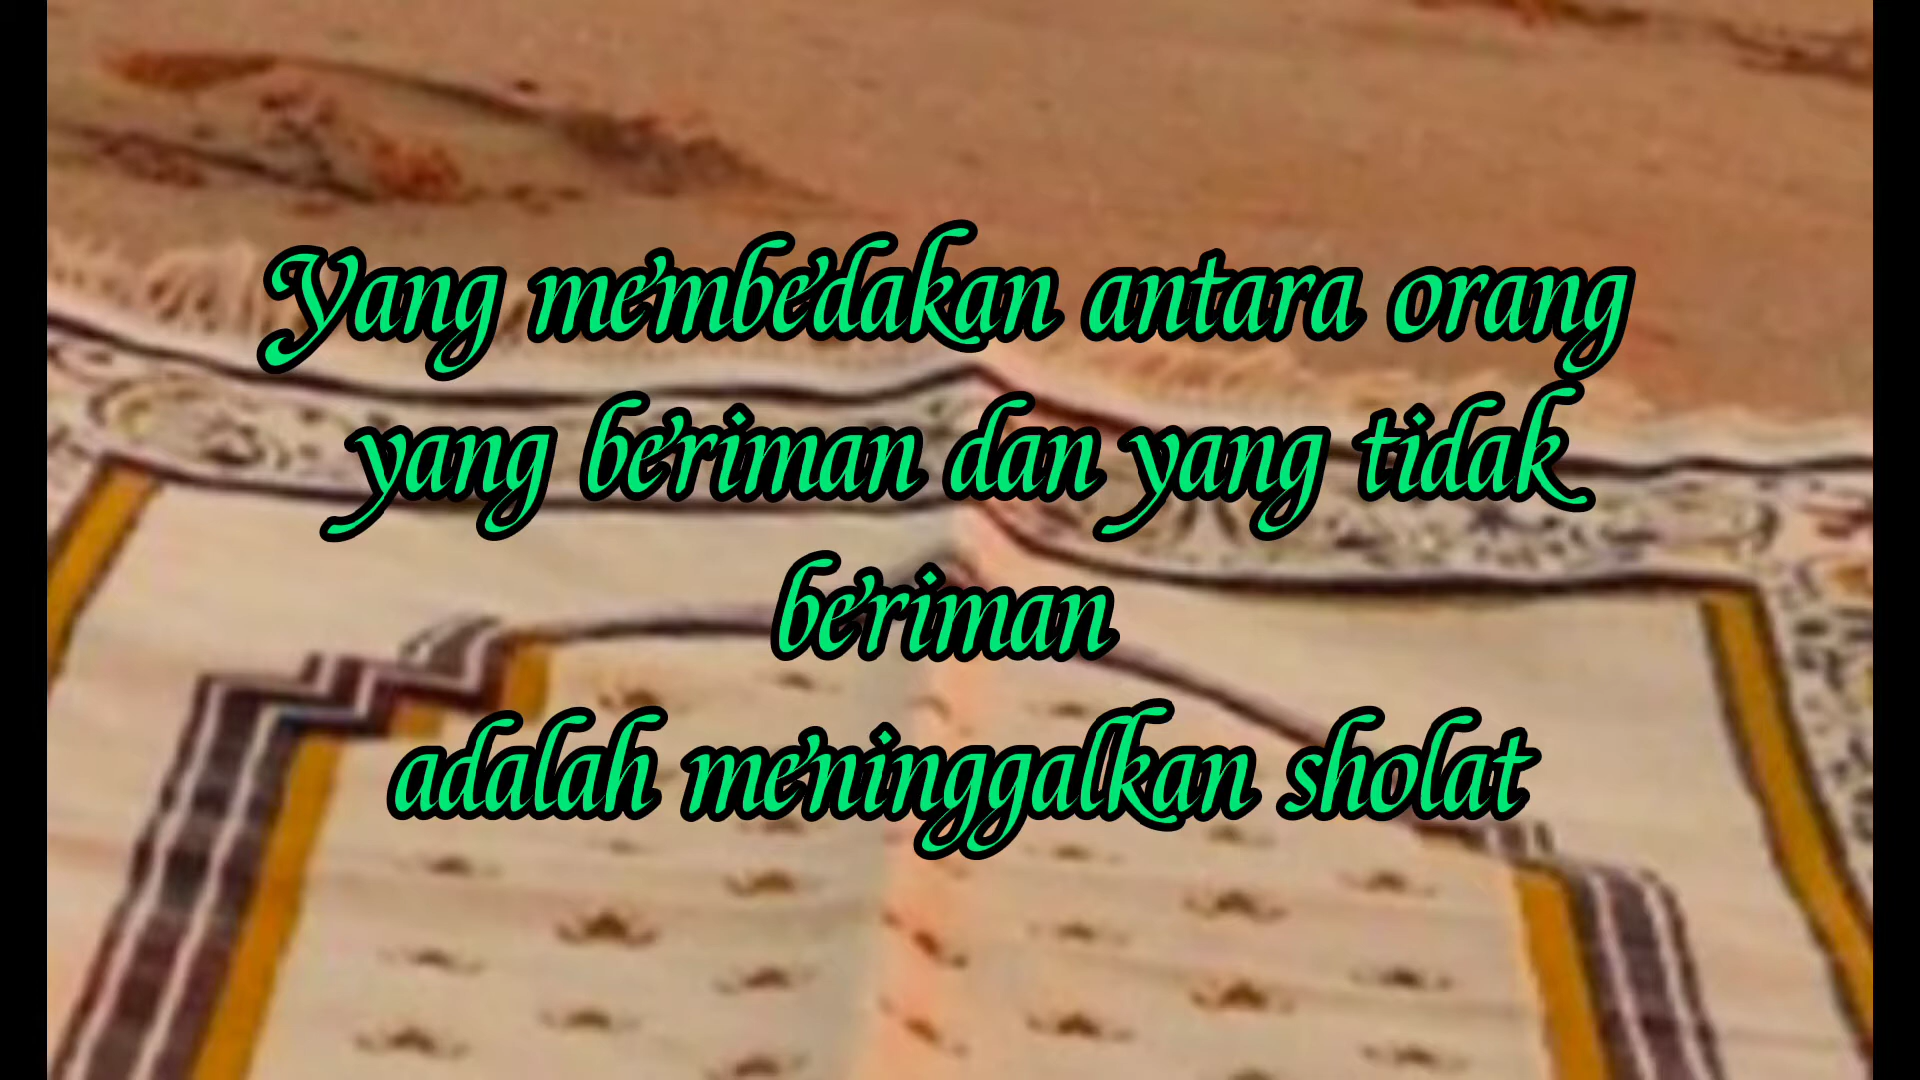 Yang membedakan antara orang
yang beriman dan yang tidak
beriman
adalah meninggalkan sholat